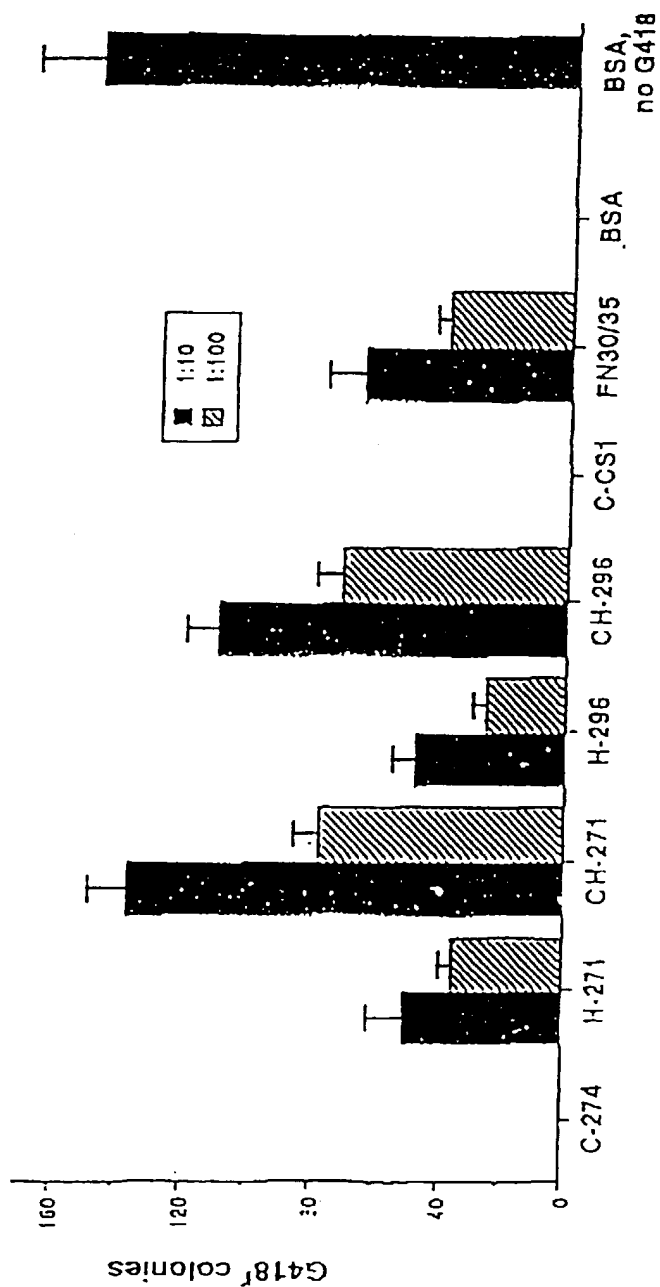 G418r colonies
160
120
80
40
0
1:10
1:100
C-274
H-271
CH-271
H-296
CH-296
C-CS1
FN30/35
BSA
BSA,
no G418